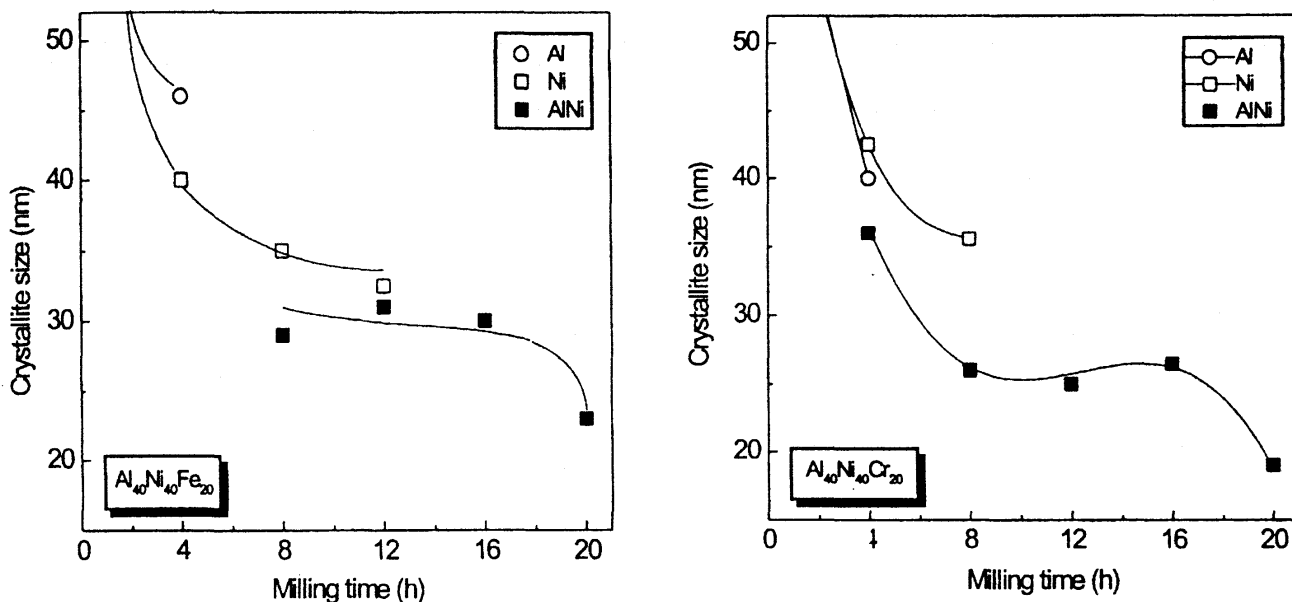 50
40
30
20
Crystallite size (nm)
Al
Ni
AlNi
Al₄₀Ni₄₀Fe₂₀
0 4 8 12 16 20
Milling time (h)
50
40
30
20
Crystallite size (nm)
Al
Ni
AlNi
Al₄₀Ni₄₀Cr₂₀
0 4 8 12 16 20
Milling time (h)